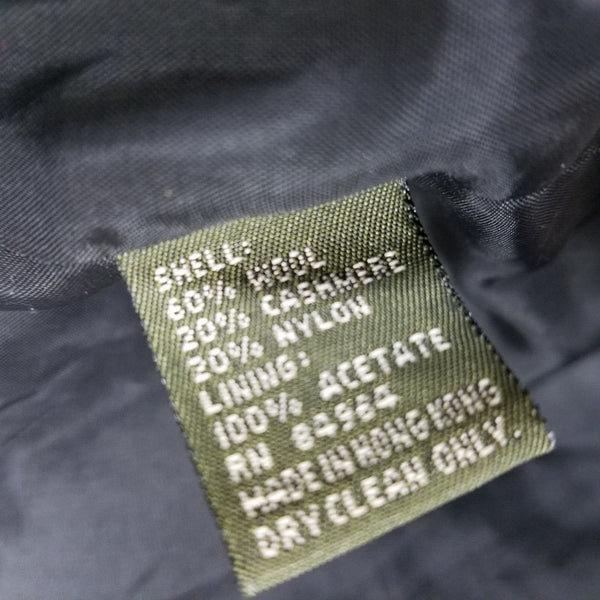 SHELL:
60% WOOL
20% CASHMERE
20% NYLON
LINING:
100% ACETATE
RN 84964
MADE IN HONG KONG
DRY CLEAN ONLY.